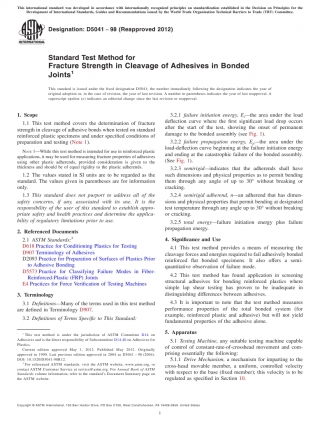 This international standard was developed in accordance with internationally recognized principles on standardization established in the Decision on Principles for the
Development of International Standards, Guides and Recommendations issued by the World Trade Organization Technical Barriers to Trade (TBT) Committee.
Designation: D5041 − 98 (Reapproved 2012)
Standard Test Method for
Fracture Strength in Cleavage of Adhesives in Bonded
Joints1
This standard is issued under the fixed designation D5041; the number immediately following the designation indicates the year of
original adoption or, in the case of revision, the year of last revision. A number in parentheses indicates the year of last reapproval. A
superscript epsilon (ε) indicates an editorial change since the last revision or reapproval.
1. Scope
1.1 This test method covers the determination of fracture
strength in cleavage of adhesive bonds when tested on standard
reinforced plastic specimens and under specified conditions of
preparation and testing (Note 1).
NOTE 1—While this test method is intended for use in reinforced plastic
applications, it may be used for measuring fracture properties of adhesives
using other plastic adherends, provided consideration is given to the
thickness and should be of equal rigidity to the plastic adherends.
1.2 The values stated in SI units are to be regarded as the
standard. The values given in parentheses are for information
only.
1.3 This standard does not purport to address all of the
safety concerns, if any, associated with its use. It is the
responsibility of the user of this standard to establish appro-
priate safety and health practices and determine the applica-
bility of regulatory limitations prior to use.
2. Referenced Documents
2.1 ASTM Standards:2
D618 Practice for Conditioning Plastics for Testing
D907 Terminology of Adhesives
D2093 Practice for Preparation of Surfaces of Plastics Prior
to Adhesive Bonding
D5573 Practice for Classifying Failure Modes in Fiber-
Reinforced-Plastic (FRP) Joints
E4 Practices for Force Verification of Testing Machines
3. Terminology
3.1 Definitions—Many of the terms used in this test method
are defined in Terminology D907.
3.2 Definitions of Terms Specific to This Standard:
1 This test method is under the jurisdiction of ASTM Committee D14 on
Adhesives and is the direct responsibility of Subcommittee D14.40 on Adhesives for
Plastics.
Current edition approved May 1, 2012. Published May 2012. Originally
approved in 1990. Last previous edition approved in 2004 as D5041 – 98 (2004).
DOI: 10.1520/D5041-98R12.
2 For referenced ASTM standards, visit the ASTM website, www.astm.org, or
contact ASTM Customer Service at service@astm.org. For Annual Book of ASTM
Standards volume information, refer to the standard's Document Summary page on
the ASTM website.
3.2.1 failure initiation energy,
—the area under the load
deflection curve where the first significant load drop occurs
after the start of the test, showing the onset of permanent
damage to the bonded assembly (see Fig. 1).
3.2.2 failure propagation energy,
—the area under the
load-deflection curve beginning at the failure initiation energy
and ending at the catastrophic failure of the bonded assembly.
(See Fig. 1).
3.2.3 semirigid—indicates that the adherends shall have
such dimensions and physical properties as to permit bending
them through any angle of up to 30° without breaking or
cracking.
3.2.4 semirigid adherend, n—an adherend that has dimen-
sions and physical properties that permit bending at designated
test temperature through any angle up to 30° without breaking
or cracking.
3.2.5 total energy—failure initiation energy plus failure
propagation energy.
4. Significance and Use
4.1 This test method provides a means of measuring the
cleavage forces and energies required to fail adhesively bonded
reinforced flat bonded specimens. It also offers a semi-
quantitative observation of failure mode.
4.2 This test method has found application in screening
structural adhesives for bonding reinforced plastics where
simple lap shear testing has proven to be inadequate in
distinguishing differences between adhesives.
4.3 It is important to note that the test method measures
performance properties of the total bonded system (for
example, reinforced plastic and adhesive) but will not yield
fundamental properties of the adhesive alone.
5. Apparatus
5.1 Testing Machine, any suitable testing machine capable
of control of constant-rate-of-crosshead movement and com-
prising essentially the following:
5.1.1 Drive Mechanism, a mechanism for imparting to the
cross-head movable member, a uniform, controlled velocity
with respect to the base (fixed member); this velocity is to be
regulated as specified in Section 10.
Copyright © ASTM International, 100 Barr Harbor Drive, PO Box C700, West Conshohocken, PA 19428-2959. United States
1